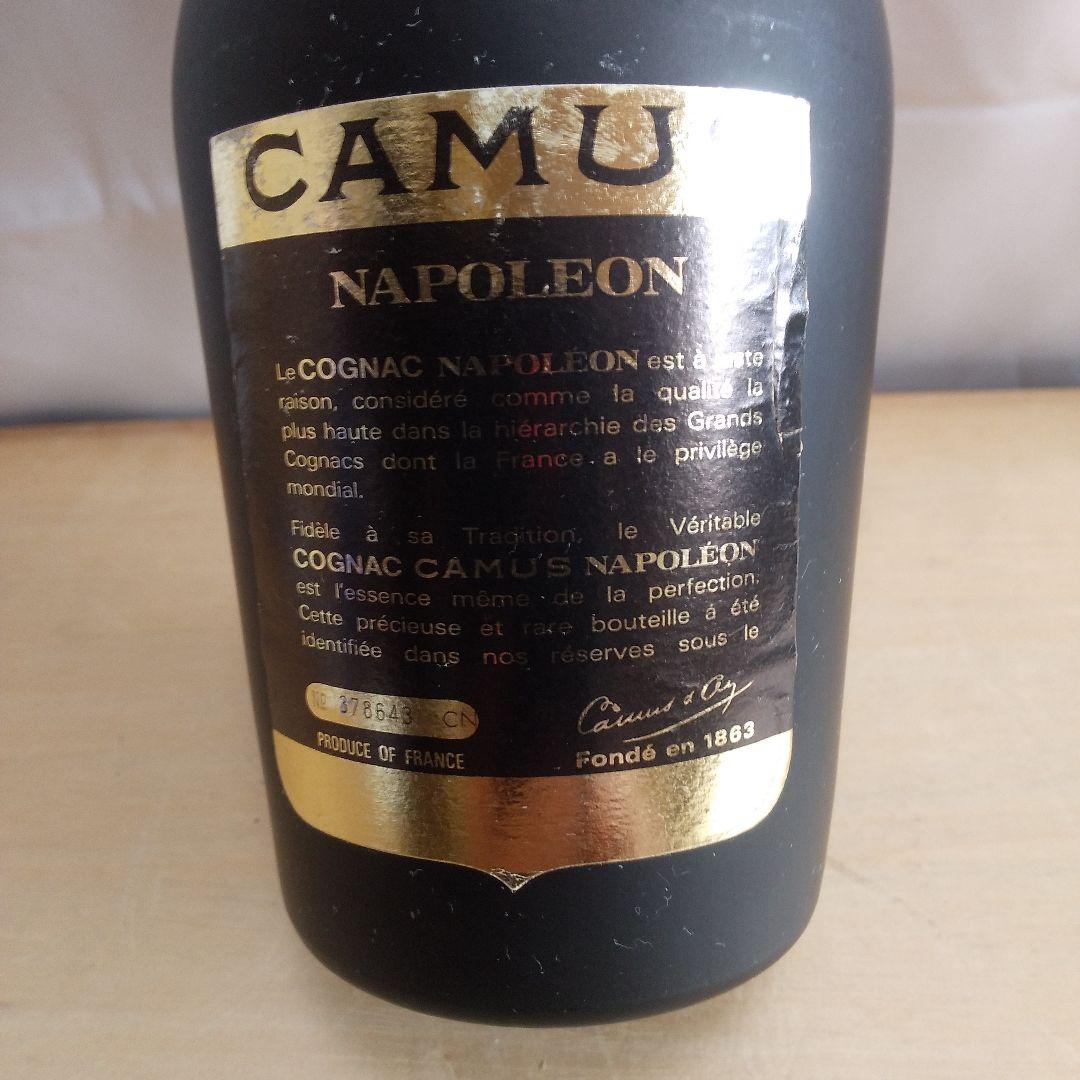 CAMU
NAPOLEON
Le COGNAC NAPOLÉON est à
raison, considéré comme la qualité la
plus haute dans la hiérarchie des Grands
Cognacs dont la France a le privilège
mondial.
Fidèle à sa Tradition, le Véritable
COGNAC CAMUS NAPOLÉON
est l'essence même de la perfection.
Cette précieuse et rare bouteille á été
identifiée dans nos réserves sous le
Nº 378643 CN
Camus & Cie
PRODUCE OF FRANCE
Fondé en 1863